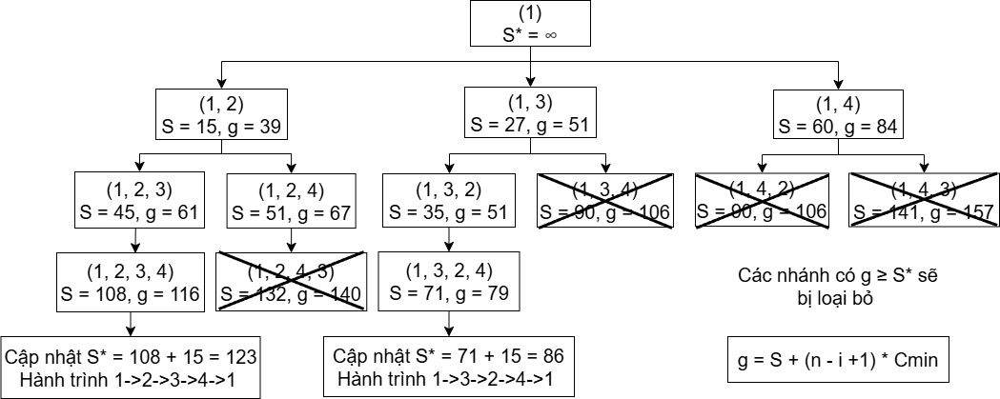 (1)
S* = ∞
(1, 2)
S = 15, g = 39
(1, 3)
S = 27, g = 51
(1, 4)
S = 60, g = 84
(1, 2, 3)
S = 45, g = 61
(1, 2, 4)
S = 51, g = 67
(1, 3, 2)
S = 35, g = 51
(1, 3, 4)
S = 90, g = 106
(1, 4, 2)
S = 90, g = 106
(1, 4, 3)
S = 141, g = 157
(1, 2, 3, 4)
S = 108, g = 116
(1, 2, 4, 3)
S = 132, g = 140
(1, 3, 2, 4)
S = 71, g = 79
Các nhánh có g ≥ S* sẽ
bị loại bỏ
Cập nhật S* = 108 + 15 = 123
Hành trình 1->2->3->4->1
Cập nhật S* = 71 + 15 = 86
Hành trình 1->3->2->4->1
g = S + (n - i +1) * Cmin